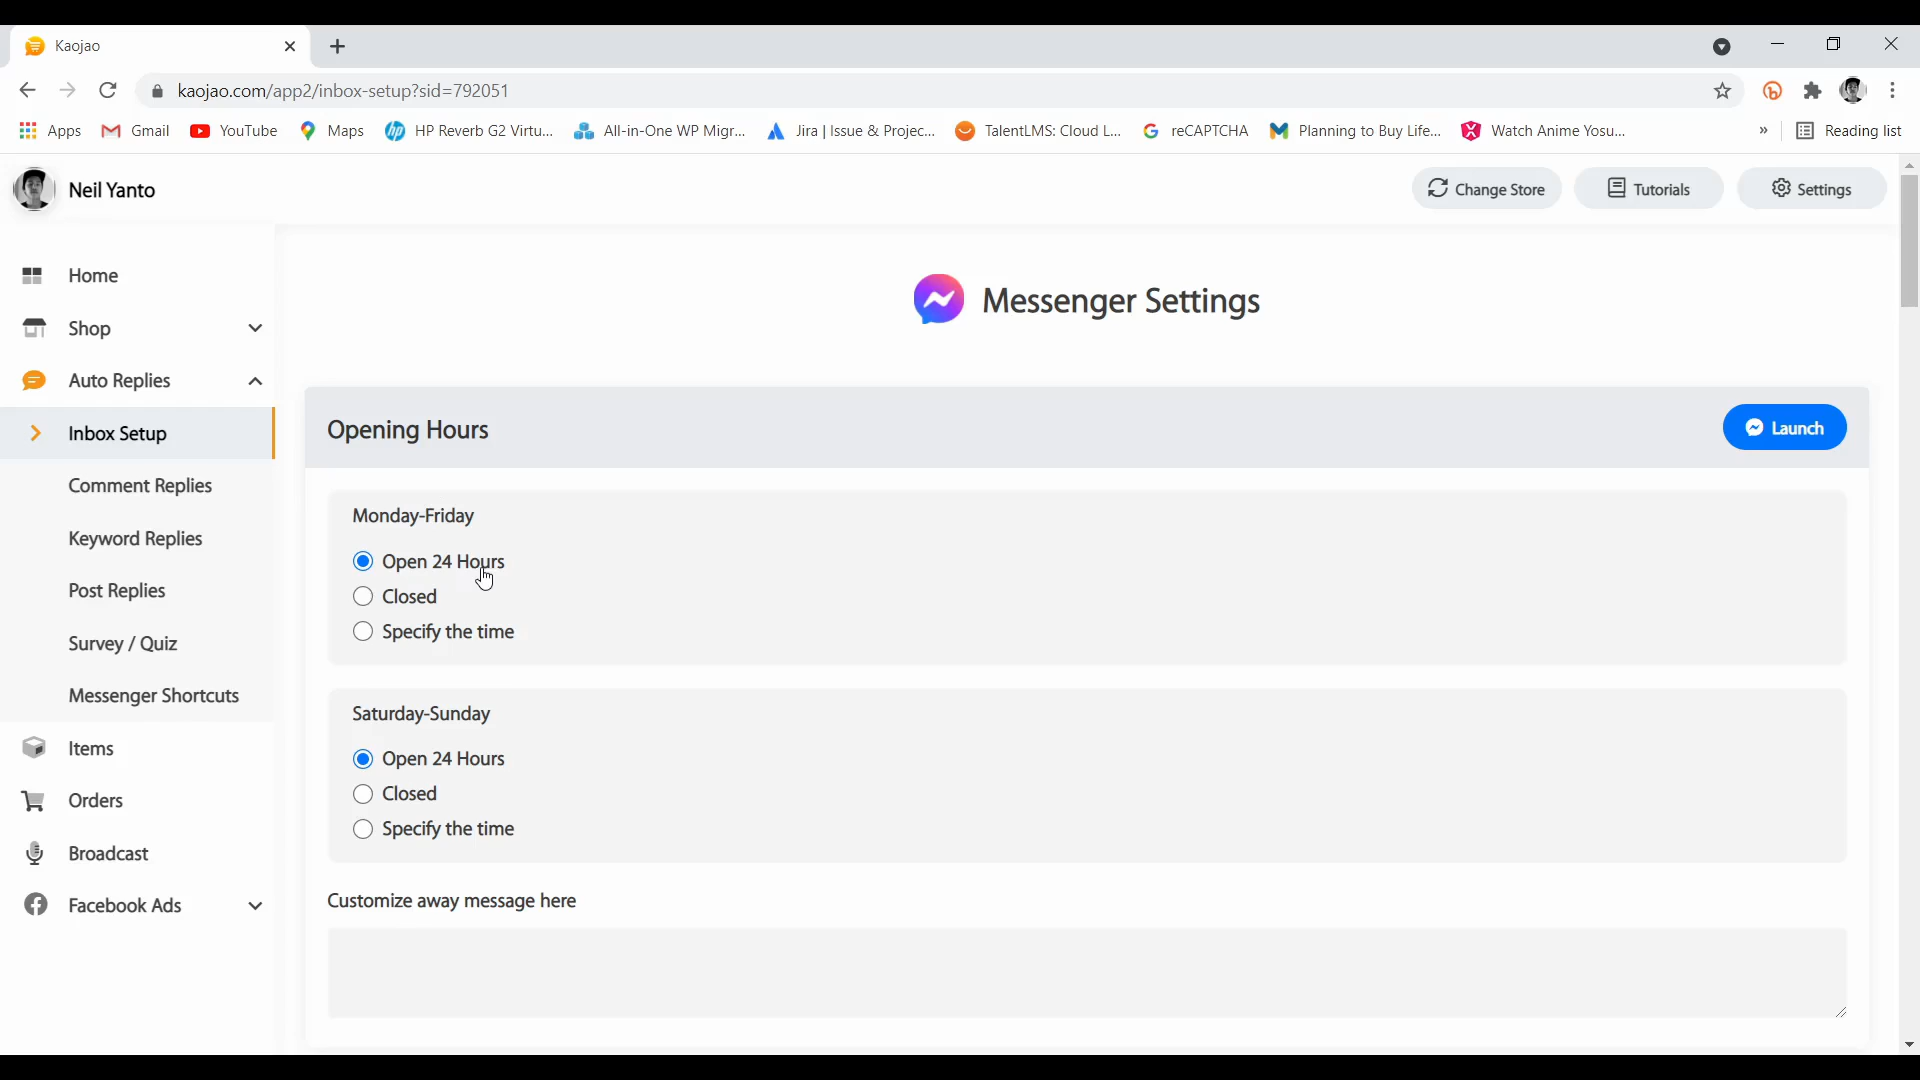 Kaojao
kaojao.com/app2/inbox-setup?sid=792051
Apps Gmail YouTube Maps HP Reverb G2 Virtu... All-in-One WP Migr... Jira | Issue & Projec... TalentLMS: Cloud L... reCAPTCHA Planning to Buy Life... Watch Anime Yosu... » Reading list
Neil Yanto
Change Store
Tutorials
Settings
Home
Shop
Auto Replies
Inbox Setup
Comment Replies
Keyword Replies
Post Replies
Survey / Quiz
Messenger Shortcuts
Items
Orders
Broadcast
Facebook Ads
Messenger Settings
Opening Hours
Launch
Monday-Friday
Open 24 Hours
Closed
Specify the time
Saturday-Sunday
Open 24 Hours
Closed
Specify the time
Customize away message here